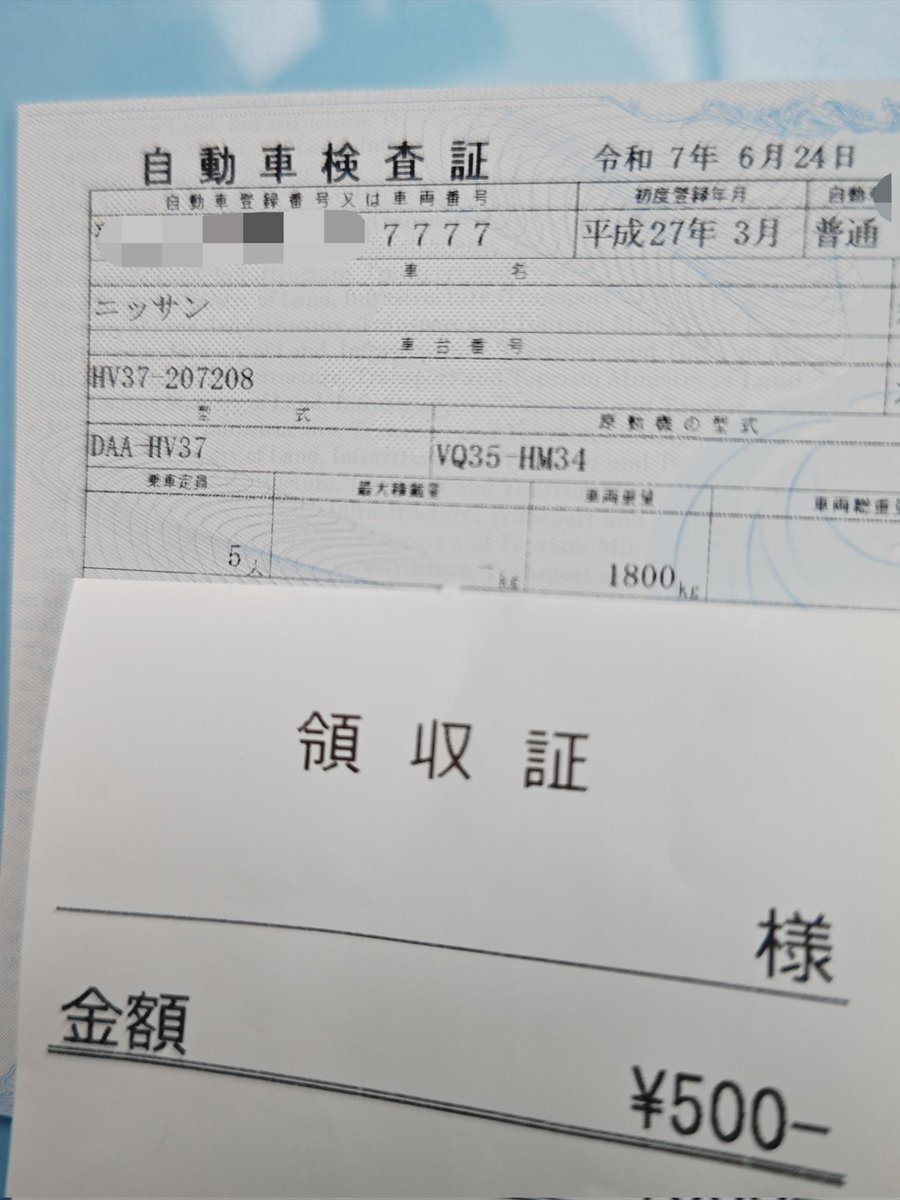 自動車検査証 令和 7年 6月24日
自動車登録番号又は車両番号 初度登録年月 自動
7777 平成27年 3月 普通
車名
ニッサン
車台番号
HV37-207208
型式 原動機の型式
DAA-HV37 VQ35-HM34
乗車定員 最大積載量 車両重量 車両総重
5人 -kg 1800kg
領収証
様
金額
¥500-